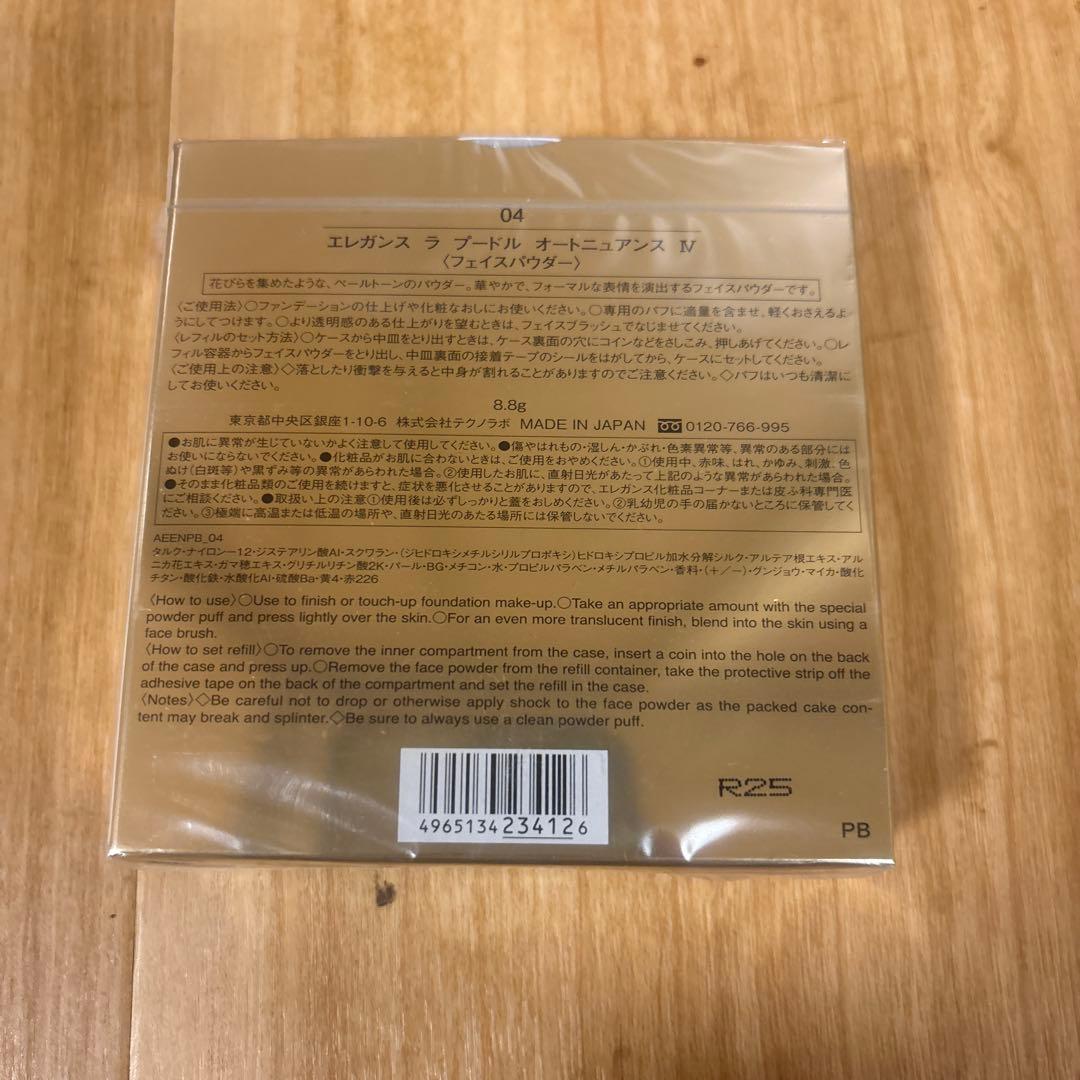 04
エレガンス ラ プードル オートニュアンス Ⅳ
〈フェイスパウダー〉
花びらを集めたような、ペールトーンのパウダー。華やかで、フォーマルな表情を演出するフェイスパウダーです。
〈ご使用法〉○ファンデーションの仕上げや化粧なおしにお使いください。○専用のパフに適量を含ませ、軽くおさえるよ
うにしてつけます。○より透明感のある仕上がりを望むときは、フェイスブラッシュでなじませてください。
〈レフィルのセット方法〉○ケースから中皿をとり出すときは、ケース裏面の穴にコインなどをさしこみ、押しあげてください。○レ
フィル容器からフェイスパウダーをとり出し、中皿裏面の接着テープのシールをはがしてから、ケースにセットしてください。
〈ご使用上の注意〉◇落としたり衝撃を与えると中身が割れることがありますのでご注意ください。◇パフはいつも清潔に
してお使いください。
8.8g
東京都中央区銀座1-10-6 株式会社テクノラボ MADE IN JAPAN 0120-766-995
●お肌に異常が生じていないかよく注意して使用してください。●傷やはれもの・湿しん・かぶれ・色素異常等、異常のある部分には
お使いにならないでください。●化粧品がお肌に合わないときは、ご使用をおやめください。①使用中、赤味、はれ、かゆみ、刺激、色
ぬけ(白斑等)や黒ずみ等の異常があらわれた場合。②使用したお肌に、直射日光があたって上記のような異常があらわれた場合。
●そのまま化粧品類のご使用を続けますと、症状を悪化させることがありますので、エレガンス化粧品コーナーまたは皮ふ科専門医
にご相談ください。●取扱い上の注意①使用後は必ずしっかりと蓋をおしめください。②乳幼児の手の届かないところに保管してく
ださい。③極端に高温または低温の場所や、直射日光のあたる場所には保管しないでください。
AEENPB_04
タルク・ナイロン－12・ジステアリン酸Al・スクワラン・(ジヒドロキシメチルシリルプロポキシ)ヒドロキシプロピル加水分解シルク・アルテア根エキス・アル
ニカ花エキス・ガマ穂エキス・グリチルリチン酸2K・パール・BG・メチコン・水・プロピルパラベン・メチルパラベン・香料・(＋/－)・グンジョウ・マイカ・酸化
チタン・酸化鉄・水酸化Al・硫酸Ba・黄4・赤226
〈How to use〉○Use to finish or touch-up foundation make-up.○Take an appropriate amount with the special
powder puff and press lightly over the skin.○For an even more translucent finish, blend into the skin using a
face brush.
〈How to set refill〉○To remove the inner compartment from the case, insert a coin into the hole on the back
of the case and press up.○Remove the face powder from the refill container, take the protective strip off the
adhesive tape on the back of the compartment and set the refill in the case.
〈Notes〉◇Be careful not to drop or otherwise apply shock to the face powder as the packed cake con-
tent may break and splinter.◇Be sure to always use a clean powder puff.
4965134234126
R25
PB